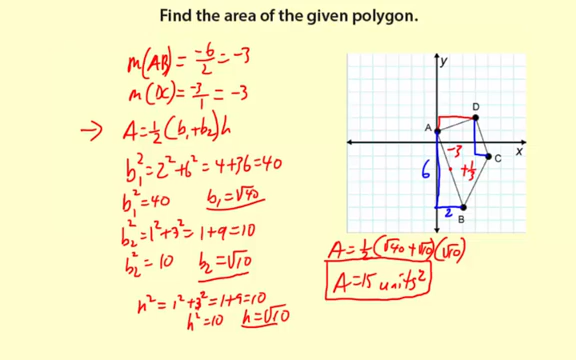 Find the area of the given polygon.
m(AB) = -6/2 = -3
m(DC) = -3/1 = -3
→ A = 1/2 (b₁+b₂)h
b₁² = 2²+6² = 4+36 = 40
b₁² = 40 b₁ = √40
b₂² = 1²+3² = 1+9 = 10
b₂² = 10 b₂ = √10
h² = 1²+3² = 1+9 = 10
h² = 10 h = √10
y
D
A
x
-3
C
6
+1/3
2
B
A = 1/2 (√40 + √10)(√10)
A = 15 units²